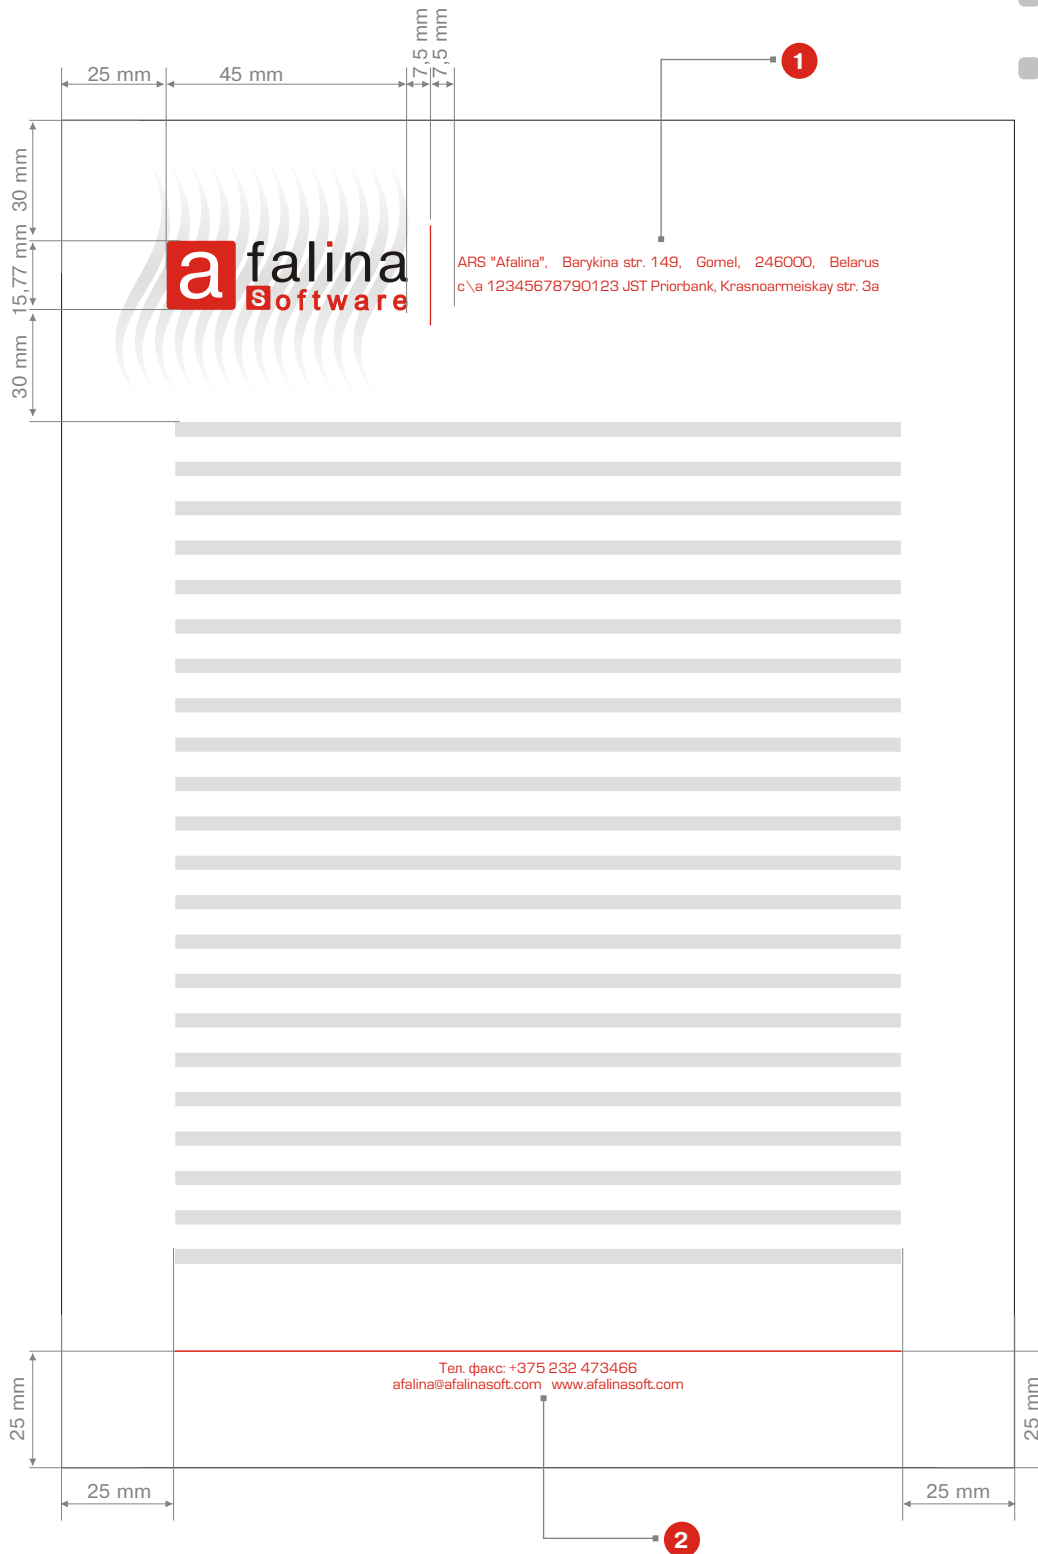 7,5 mm
7,5 mm
25 mm
45 mm
1
30 mm
15,77 mm
30 mm
a falina
Software
ARS "Afalina", Barykina str. 149, Gomel, 246000, Belarus
c\a 12345678790123 JST Priorbank, Krasnoarmeiskay str. 3a
Тел. факс: +375 232 473466
afalina@afalinasoft.com www.afalinasoft.com
25 mm
25 mm
25 mm
25 mm
2